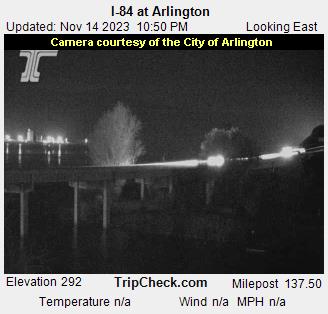 I-84 at Arlington
Updated: Nov 14 2023 10:50 PM Looking East
Camera courtesy of the City of Arlington
Elevation 292 TripCheck.com Milepost 137.50
Temperature n/a Wind n/a MPH n/a